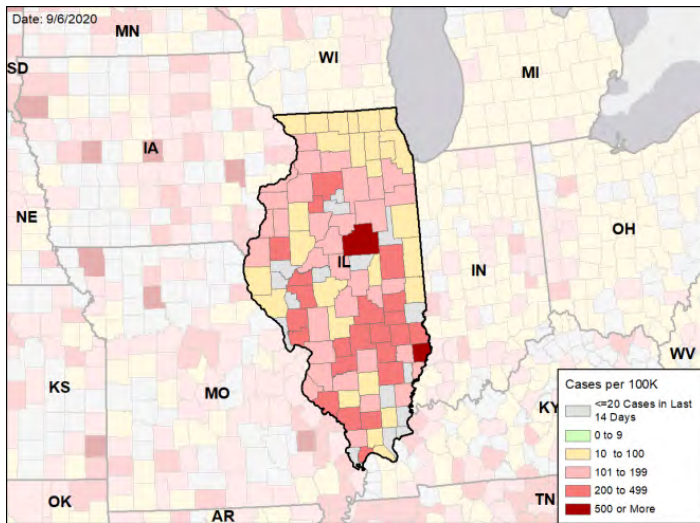 Date: 9/6/2020
MN
SD
WI
MI
IA
NE
OH
IL
IN
WV
KS
MO
KY
OK
AR
TN
Cases per 100K
<=20 Cases in Last
14 Days
0 to 9
10 to 100
101 to 199
200 to 499
500 or More